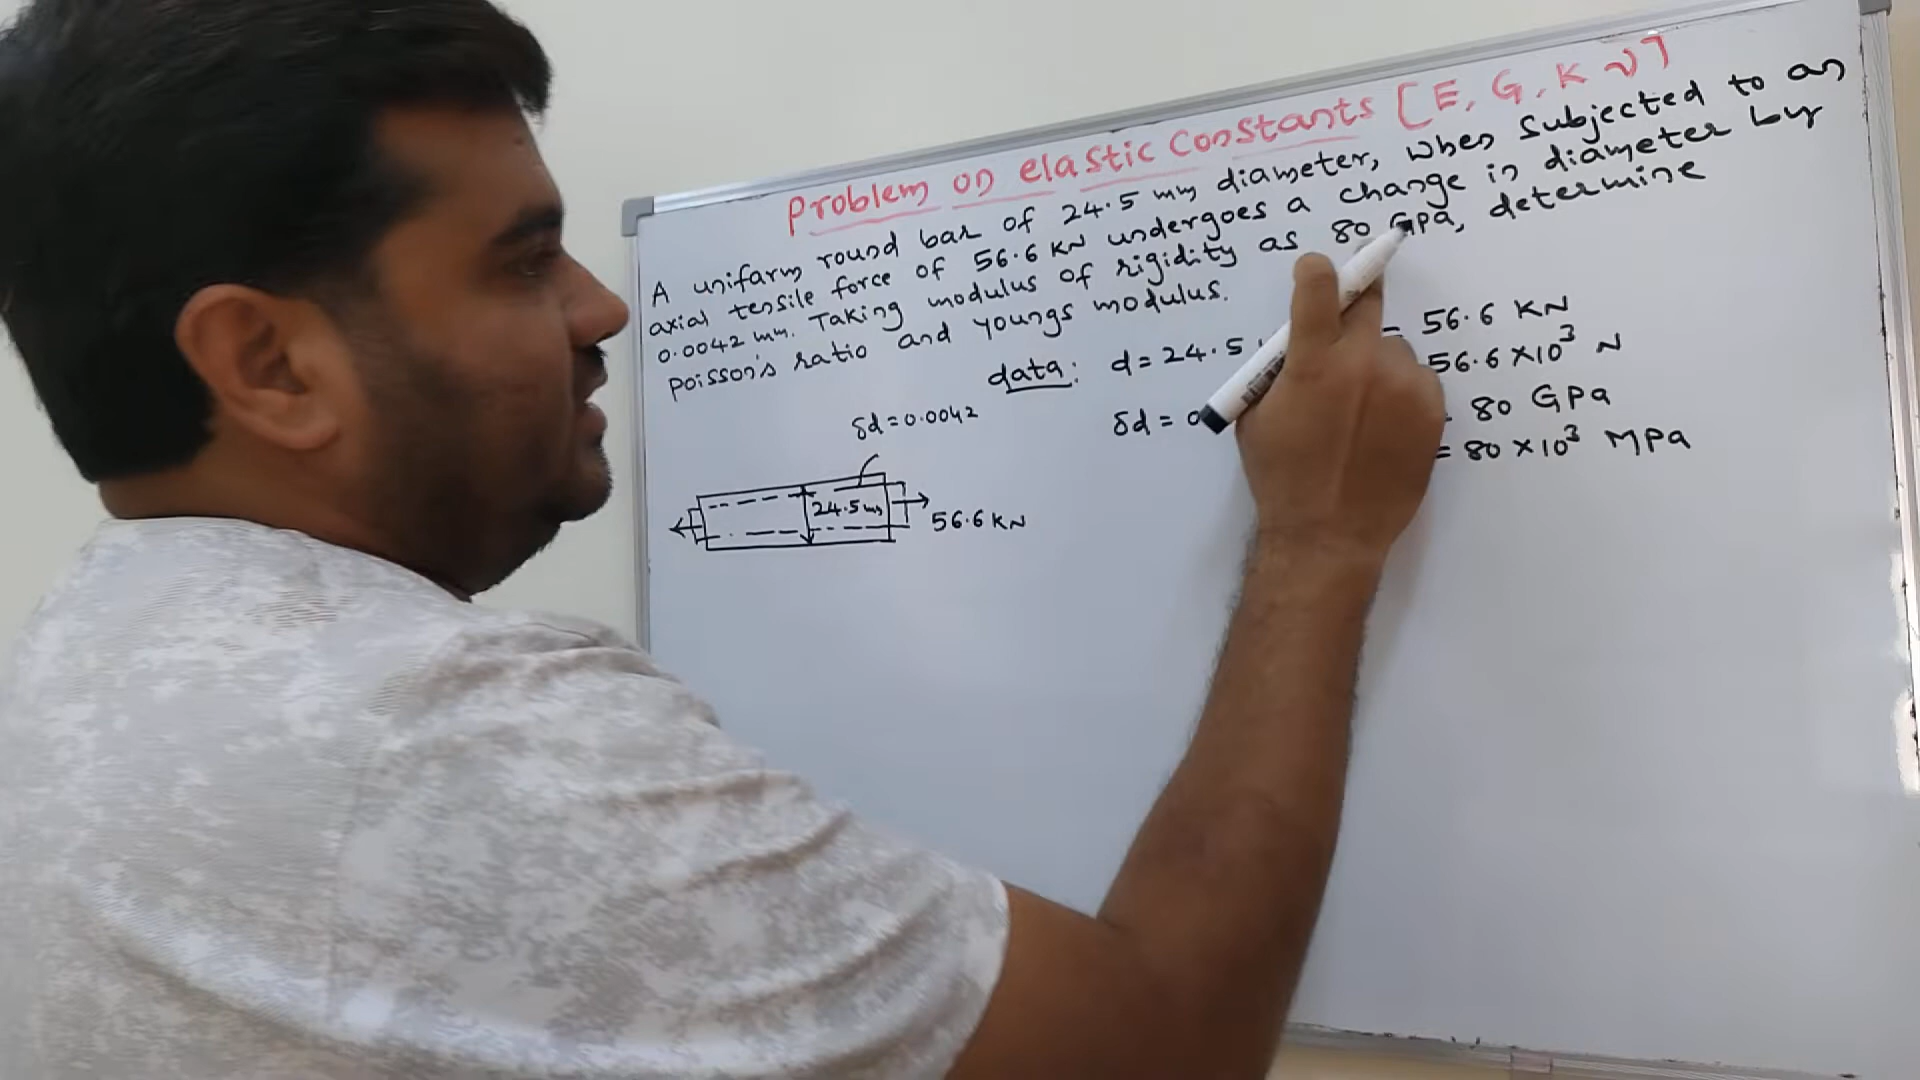 Problem on elastic constants [E, G, K ν]
A uniform round bar of 24.5 mm diameter, when subjected to an
axial tensile force of 56.6 KN undergoes a change in diameter by
0.0042 mm. Taking modulus of rigidity as 80 GPa, determine
poisson's ratio and youngs modulus.
data: d = 24.5 = 56.6 KN
56.6 × 10³ N
δd = 0 = 80 GPa
= 80 × 10³ MPa
δd = 0.0042
24.5 mm
56.6 KN